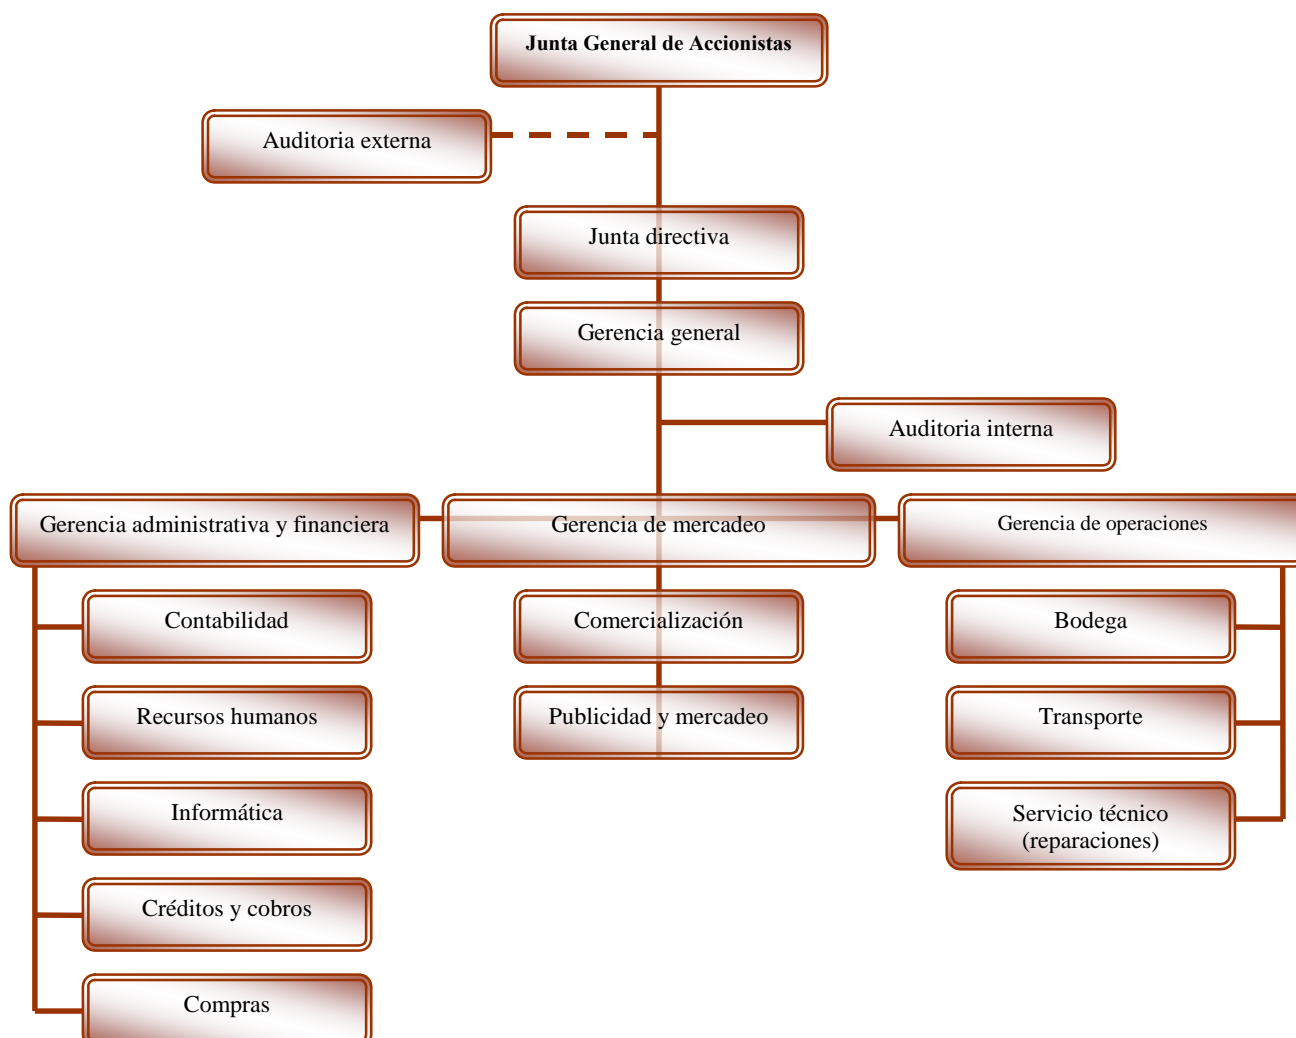 Junta General de Accionistas
Auditoria externa
Junta directiva
Gerencia general
Auditoria interna
Gerencia administrativa y financiera
Gerencia de mercadeo
Gerencia de operaciones
Contabilidad
Comercialización
Bodega
Recursos humanos
Publicidad y mercadeo
Transporte
Informática
Servicio técnico
(reparaciones)
Créditos y cobros
Compras